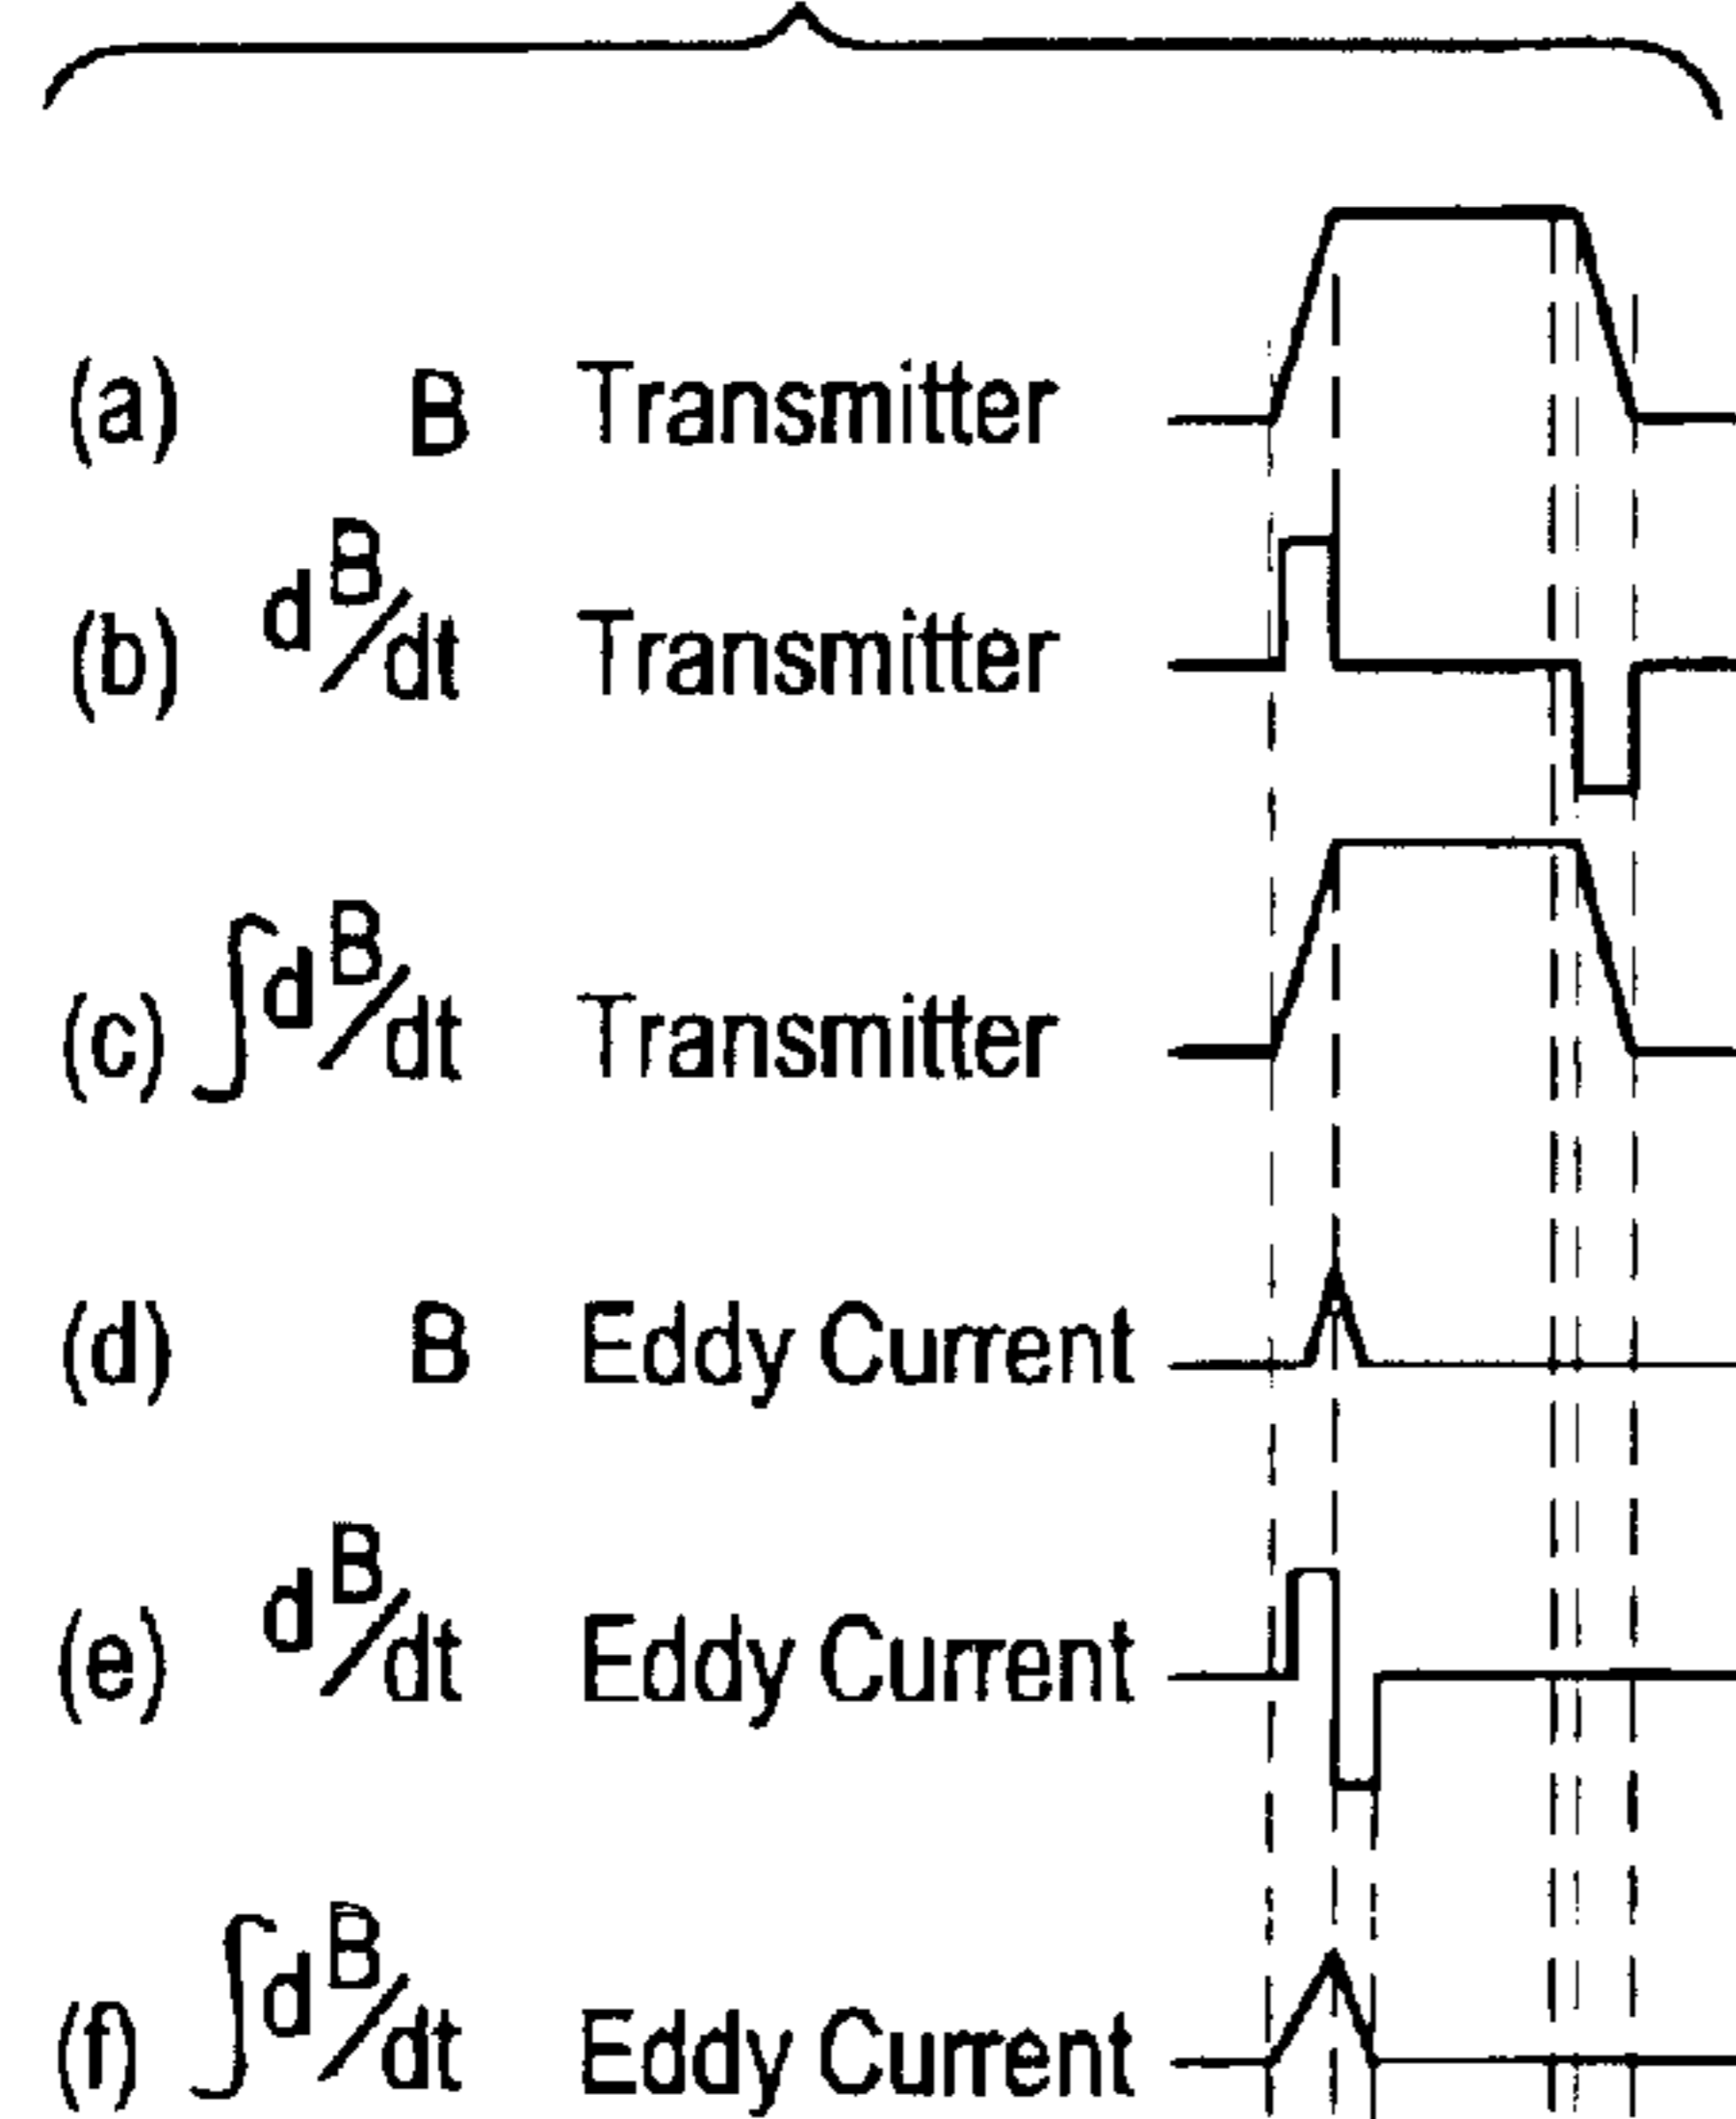 (a) B Transmitter
(b) dB/dt Transmitter
(c) ∫dB/dt Transmitter
(d) B Eddy Current
(e) dB/dt Eddy Current
(f) ∫dB/dt Eddy Current